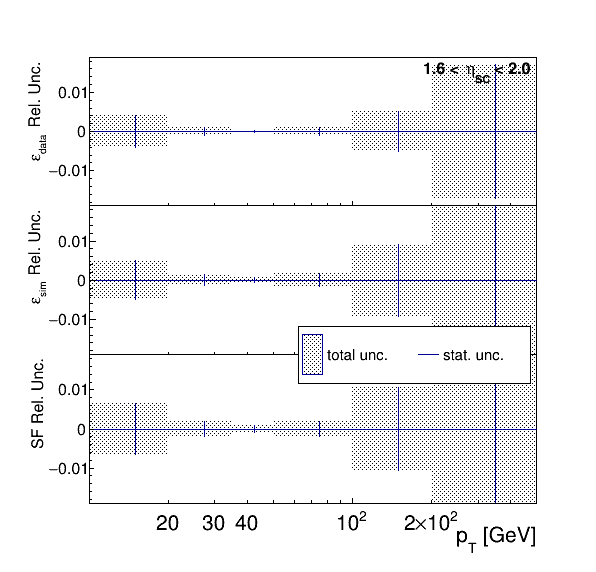 1.6 < η_SC < 2.0
ε_data Rel. Unc.
0.01
0
−0.01
ε_sim Rel. Unc.
0.01
0
−0.01
total unc. stat. unc.
SF Rel. Unc.
0.01
0
−0.01
20 30 40 10² 2×10²
p_T [GeV]